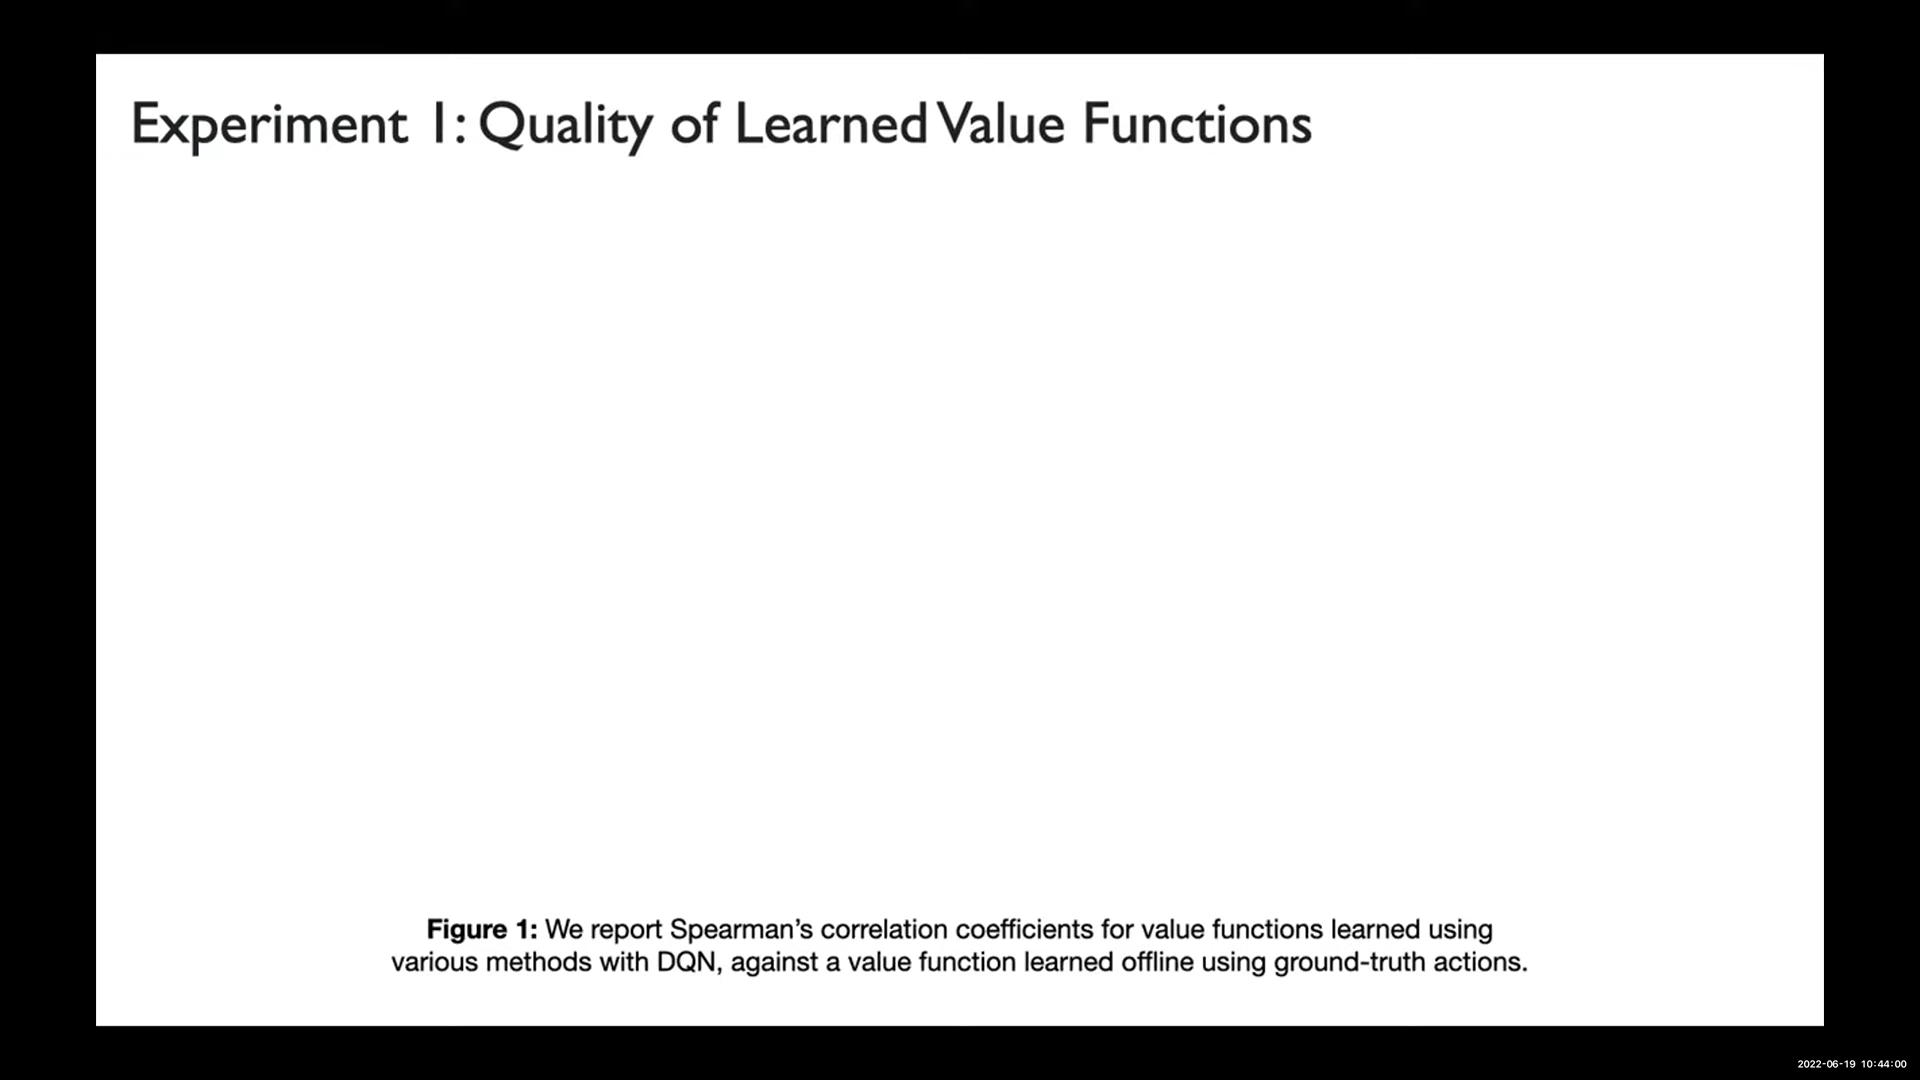 Experiment 1: Quality of Learned Value Functions
Figure 1: We report Spearman’s correlation coefficients for value functions learned using
various methods with DQN, against a value function learned offline using ground-truth actions.
2022-06-19 10:44:00